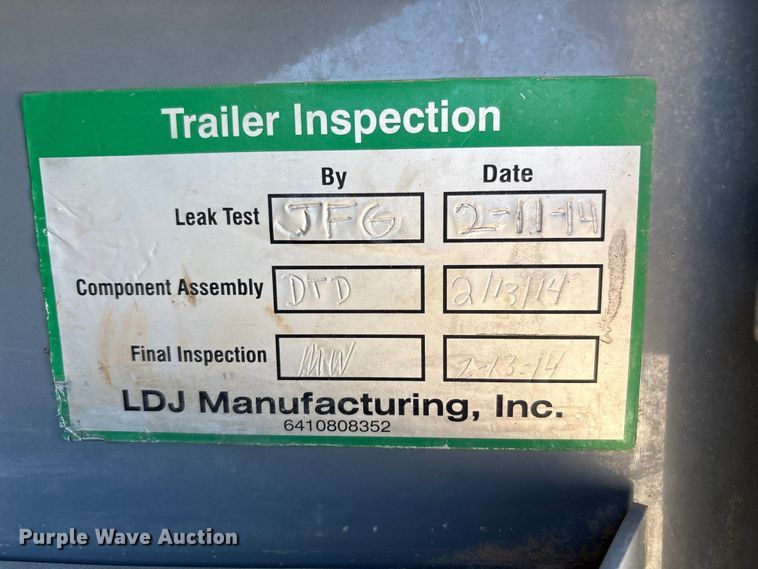 Trailer Inspection
By Date
Leak Test JFG 2-11-14
Component Assembly DTD 2/13/14
Final Inspection MW 2-13-14
LDJ Manufacturing, Inc.
6410808352
Purple Wave Auction